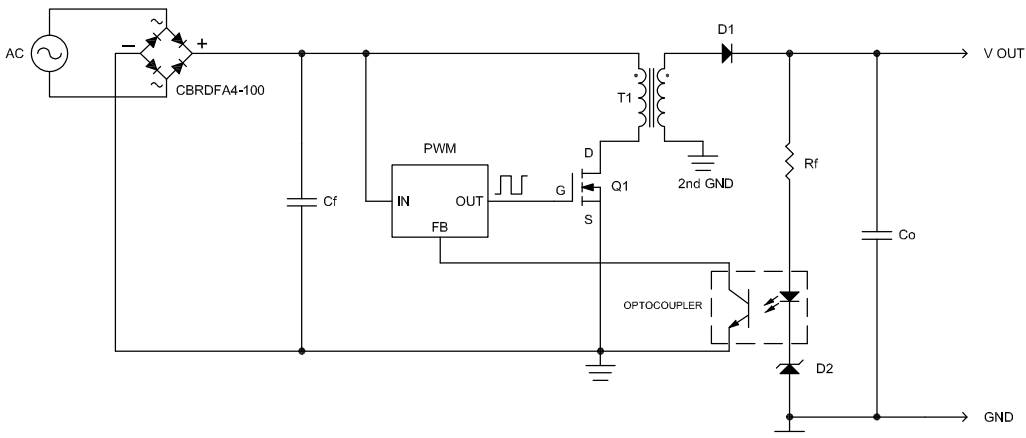 AC
~
~
−
+
CBRDFA4-100
Cf
PWM
IN
OUT
FB
D
G
S
Q1
T1
2nd GND
D1
V OUT
Rf
Co
OPTOCOUPLER
D2
GND